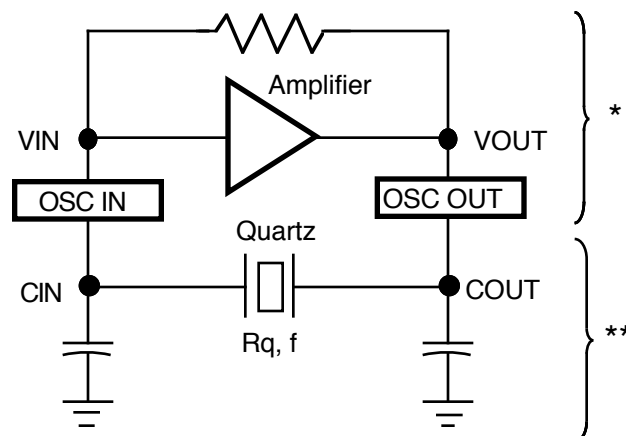 Amplifier
*
VIN
VOUT
OSC IN
OSC OUT
Quartz
CIN
COUT
**
Rq, f